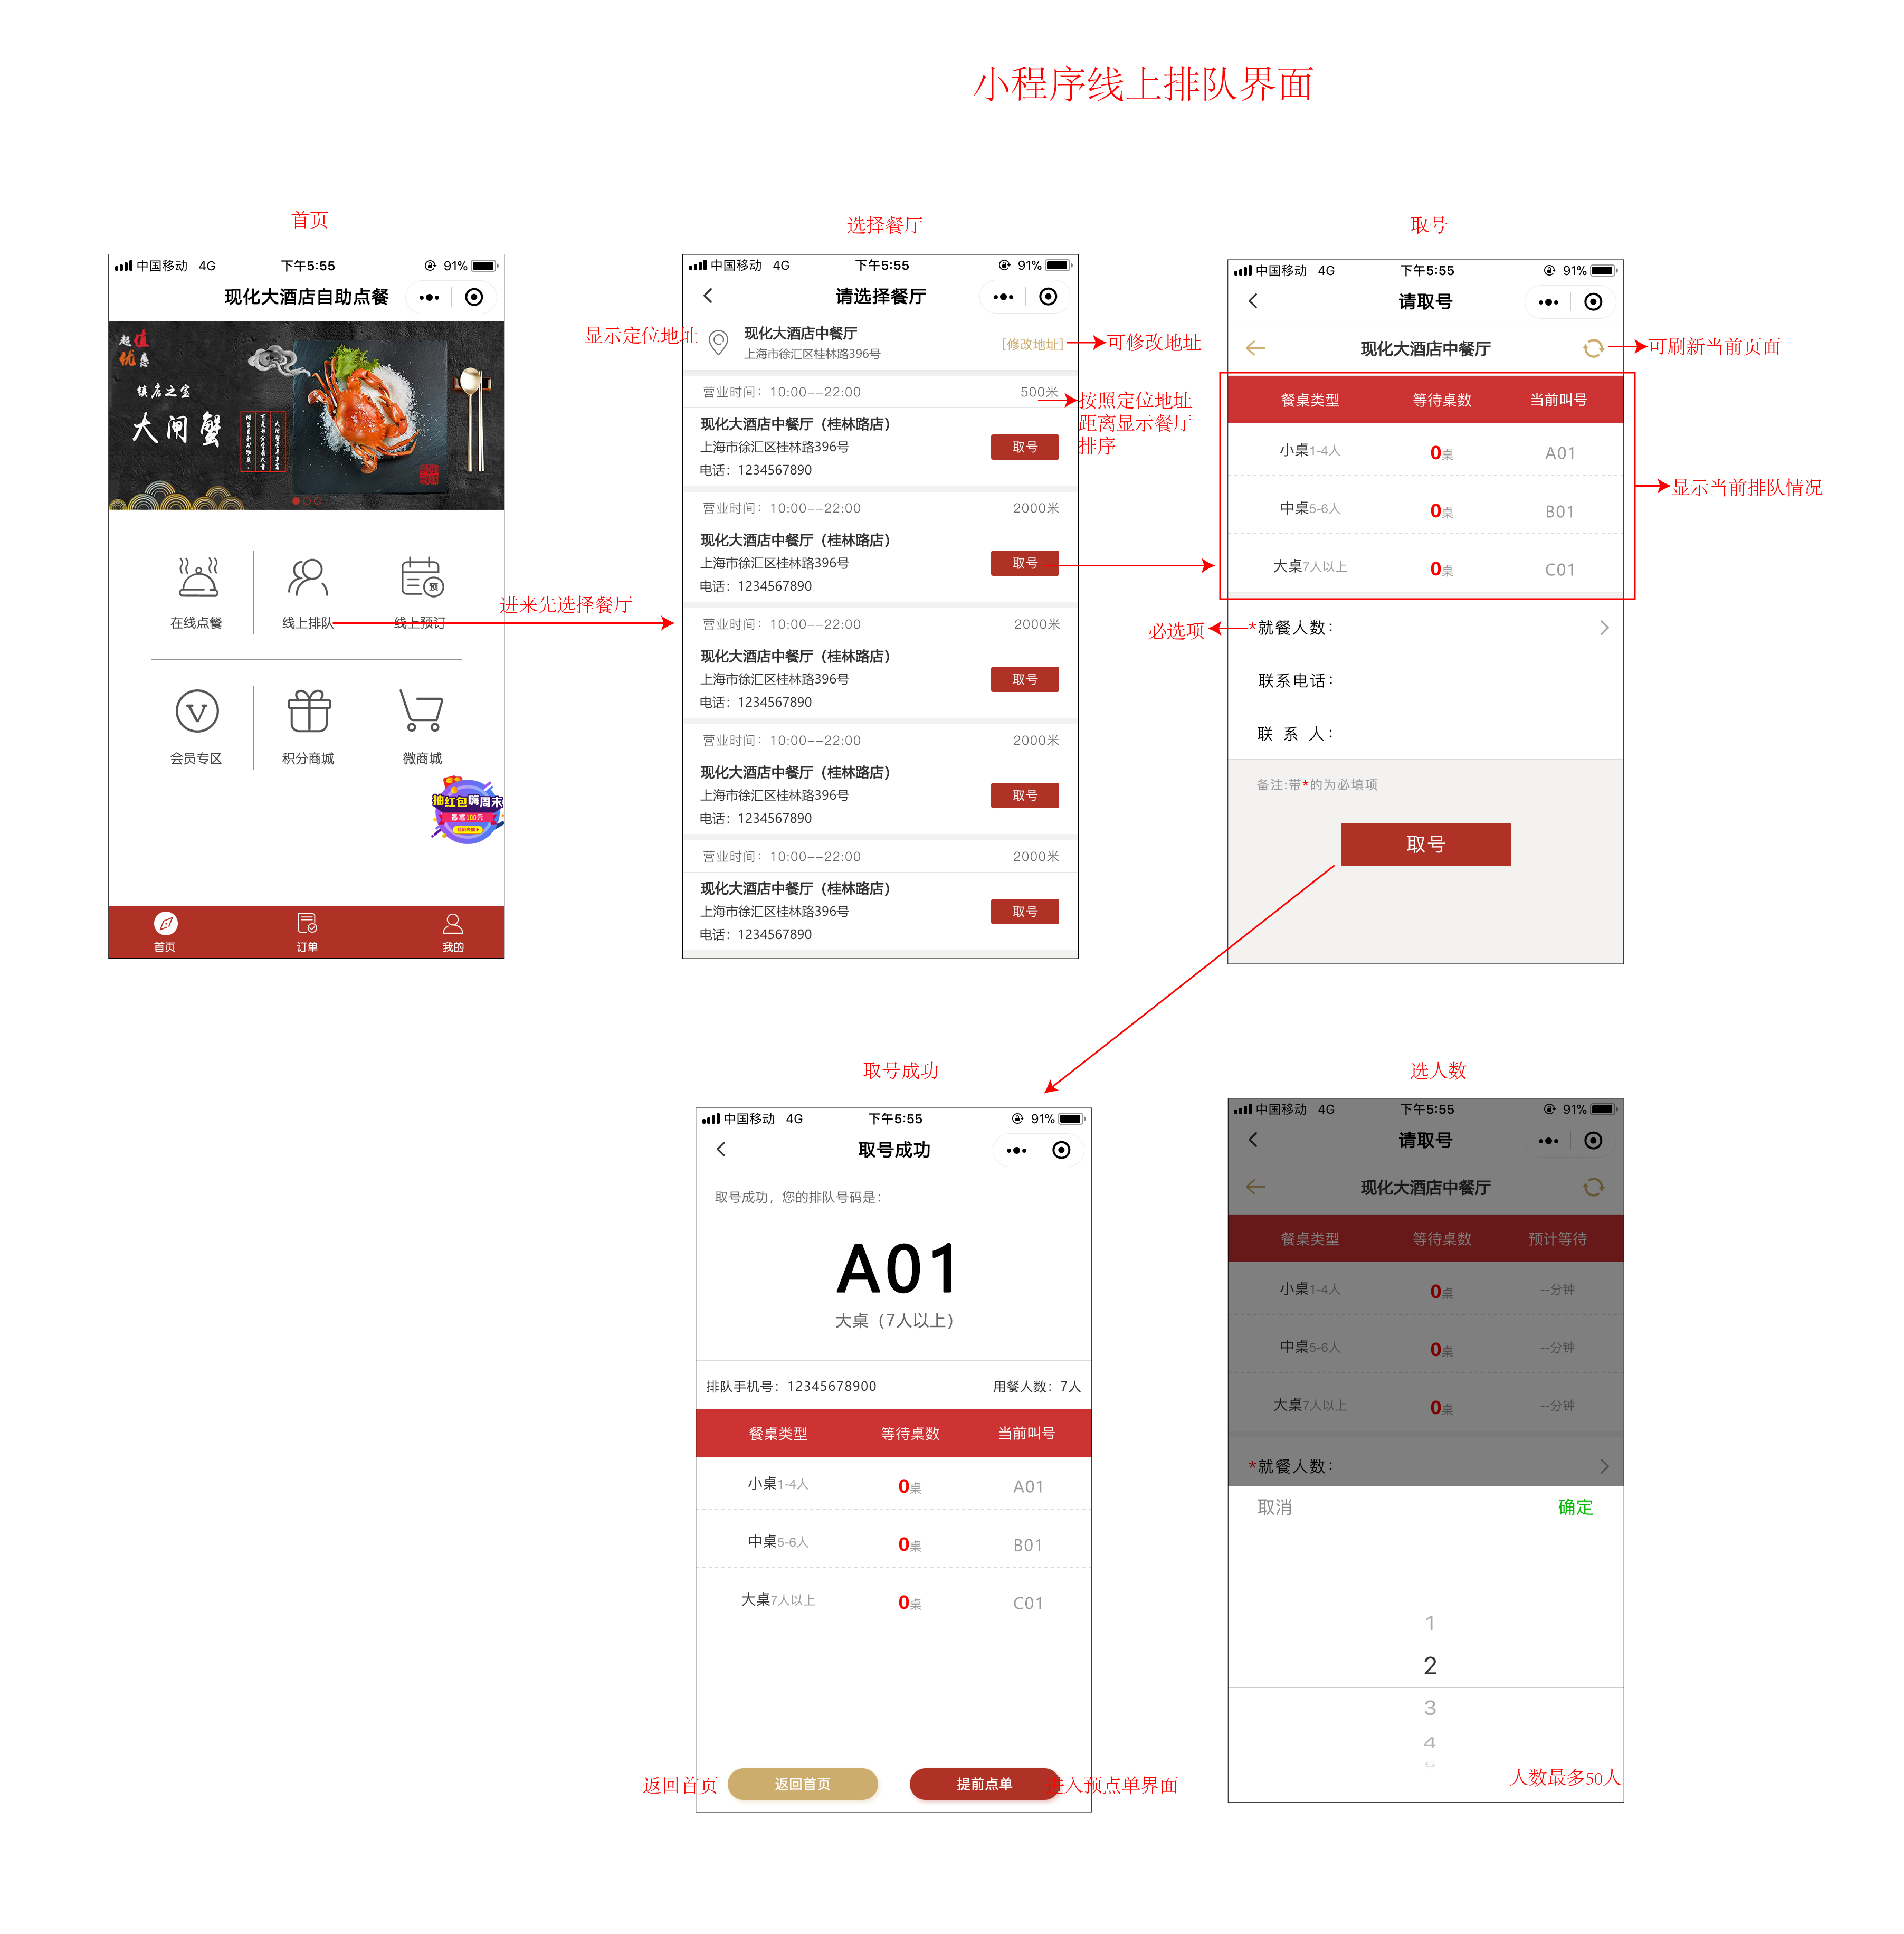 小程序线上排队界面
首页
中国移动 4G 下午5:55 91%
现化大酒店自助点餐
超值
优惠
镇店之宝
大闸蟹
在线点餐 线上排队 线上预订
预
进来先选择餐厅
会员专区 积分商城 微商城
抽红包嗨周末
最高100元
首页 订单 我的
选择餐厅
中国移动 4G 下午5:55 91%
请选择餐厅
显示定位地址
现化大酒店中餐厅
上海市徐汇区桂林路396号
[修改地址]
可修改地址
营业时间：10:00--22:00 500米
按照定位地址
距离显示餐厅
排序
现化大酒店中餐厅（桂林路店）
上海市徐汇区桂林路396号
电话：1234567890
取号
营业时间：10:00--22:00 2000米
现化大酒店中餐厅（桂林路店）
上海市徐汇区桂林路396号
电话：1234567890
取号
营业时间：10:00--22:00 2000米
现化大酒店中餐厅（桂林路店）
上海市徐汇区桂林路396号
电话：1234567890
取号
营业时间：10:00--22:00 2000米
现化大酒店中餐厅（桂林路店）
上海市徐汇区桂林路396号
电话：1234567890
取号
营业时间：10:00--22:00 2000米
现化大酒店中餐厅（桂林路店）
上海市徐汇区桂林路396号
电话：1234567890
取号
取号
中国移动 4G 下午5:55 91%
请取号
现化大酒店中餐厅
可刷新当前页面
餐桌类型 等待桌数 当前叫号
小桌1-4人 0桌 A01
中桌5-6人 0桌 B01
大桌7人以上 0桌 C01
显示当前排队情况
必选项
*就餐人数：
联系电话：
联 系 人：
备注:带*的为必填项
取号
取号成功
中国移动 4G 下午5:55 91%
取号成功
取号成功，您的排队号码是：
A01
大桌（7人以上）
排队手机号：12345678900 用餐人数：7人
餐桌类型 等待桌数 当前叫号
小桌1-4人 0桌 A01
中桌5-6人 0桌 B01
大桌7人以上 0桌 C01
返回首页 返回首页 提前点单 进入预点单界面
选人数
中国移动 4G 下午5:55 91%
请取号
现化大酒店中餐厅
餐桌类型 等待桌数 预计等待
小桌1-4人 0桌 --分钟
中桌5-6人 0桌 --分钟
大桌7人以上 0桌 --分钟
*就餐人数：
取消 确定
1
2
3
4
5
人数最多50人